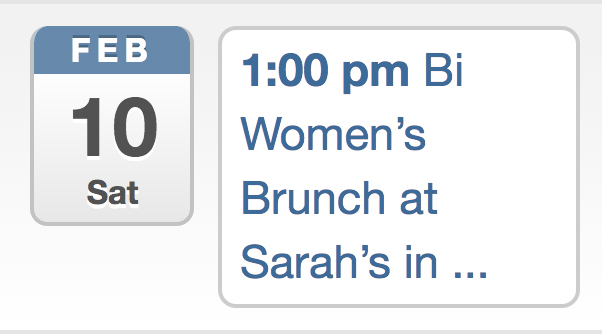 FEB
10
Sat
1:00 pm Bi
Women’s
Brunch at
Sarah’s in ...